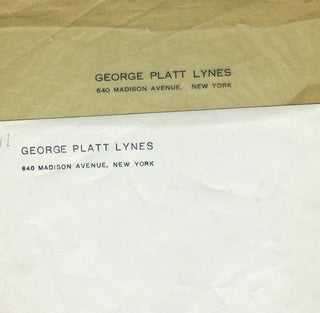 GEORGE PLATT LYNES
640 MADISON AVENUE, NEW YORK
GEORGE PLATT LYNES
640 MADISON AVENUE, NEW YORK